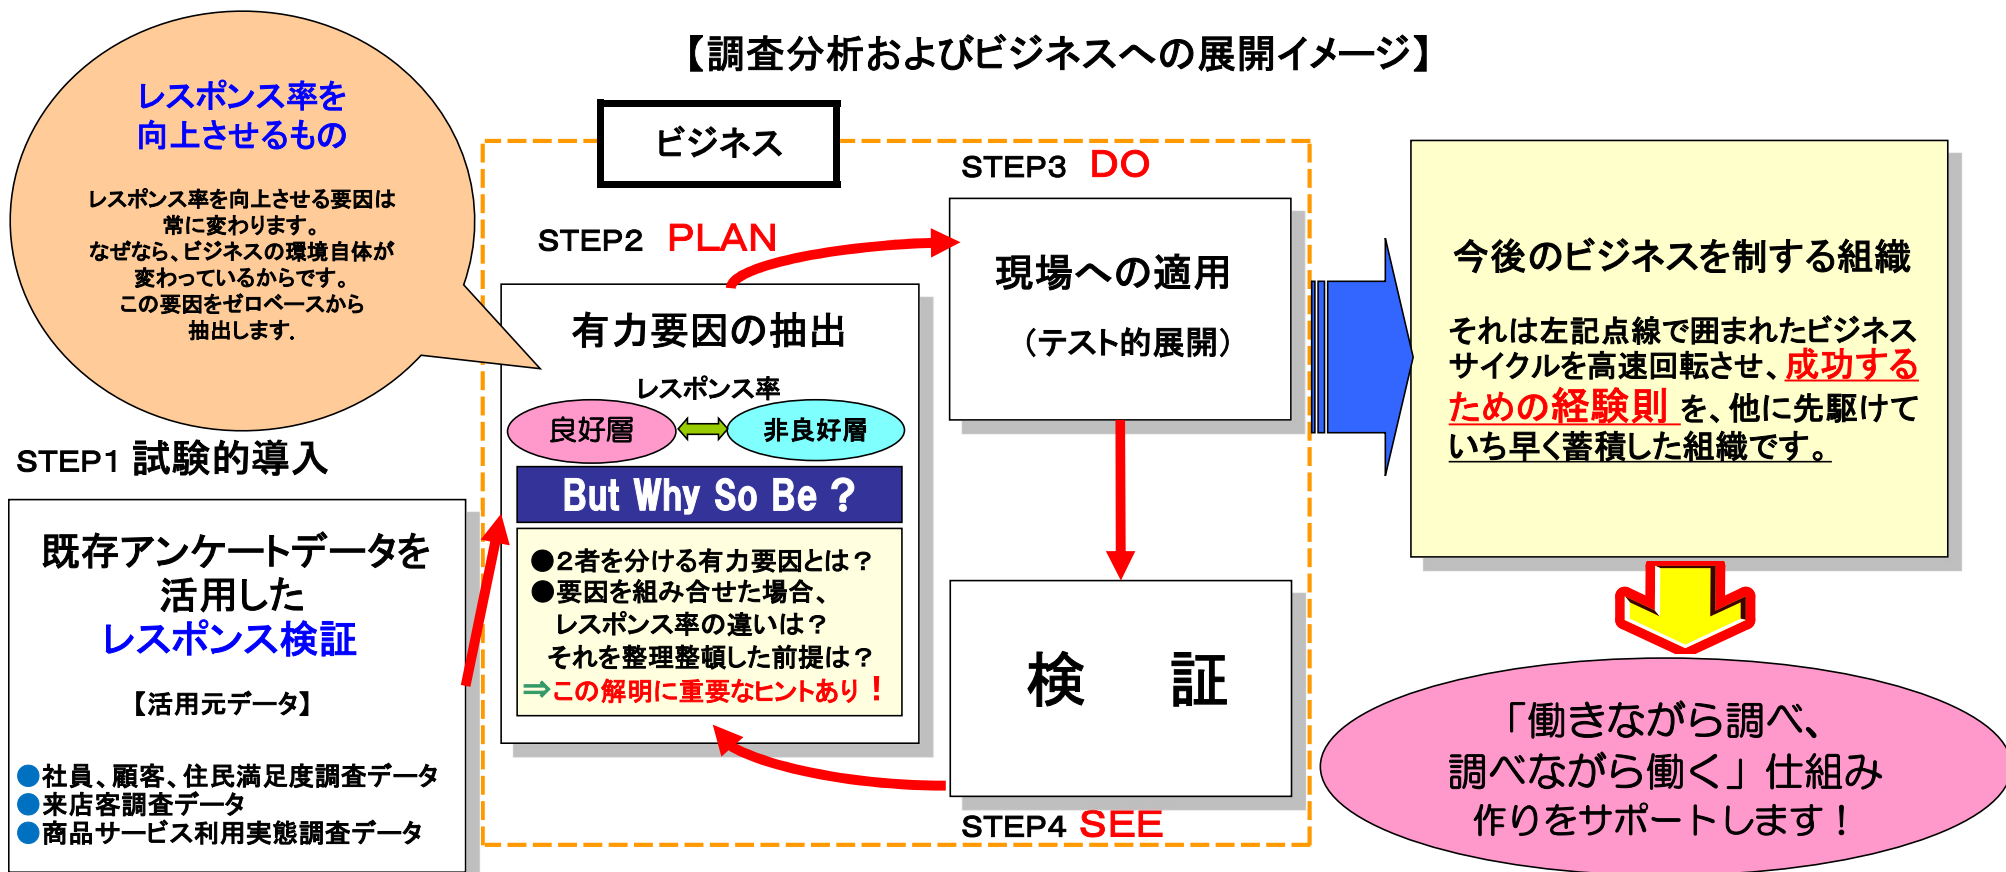 【調査分析およびビジネスへの展開イメージ】
レスポンス率を
向上させるもの
レスポンス率を向上させる要因は
常に変わります。
なぜなら、ビジネスの環境自体が
変わっているからです。
この要因をゼロベースから
抽出します.
STEP1 試験的導入
既存アンケートデータを
活用した
レスポンス検証
【活用元データ】
●社員、顧客、住民満足度調査データ
●来店客調査データ
●商品サービス利用実態調査データ
ビジネス
STEP2 PLAN
有力要因の抽出
レスポンス率
良好層
非良好層
But Why So Be ?
●2者を分ける有力要因とは?
●要因を組み合せた場合、
レスポンス率の違いは?
それを整理整頓した前提は?
⇒この解明に重要なヒントあり!
STEP3 DO
現場への適用
（テスト的展開）
検 証
STEP4 SEE
今後のビジネスを制する組織
それは左記点線で囲まれたビジネス
サイクルを高速回転させ、成功する
ための経験則 を、他に先駆けて
いち早く蓄積した組織です。
「働きながら調べ、
調べながら働く」仕組み
作りをサポートします！